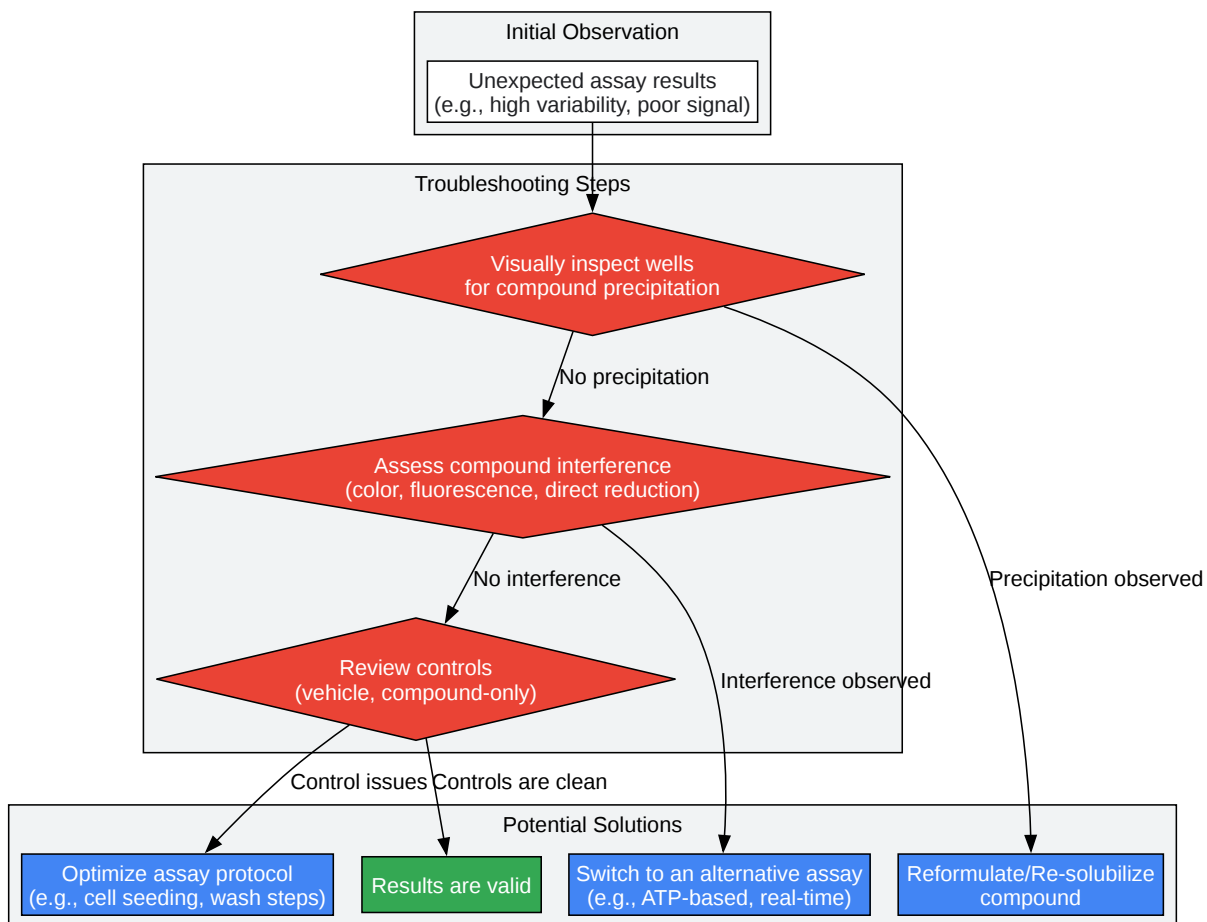 Initial Observation
Unexpected assay results
(e.g., high variability, poor signal)
Troubleshooting Steps
Visually inspect wells
for compound precipitation
No precipitation
Assess compound interference
(color, fluorescence, direct reduction)
No interference
Precipitation observed
Review controls
(vehicle, compound-only)
Interference observed
Control issues
Controls are clean
Potential Solutions
Optimize assay protocol
(e.g., cell seeding, wash steps)
Results are valid
Switch to an alternative assay
(e.g., ATP-based, real-time)
Reformulate/Re-solubilize
compound